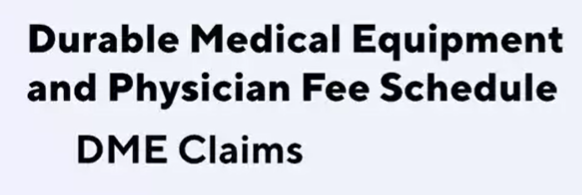 Durable Medical Equipment
and Physician Fee Schedule
DME Claims